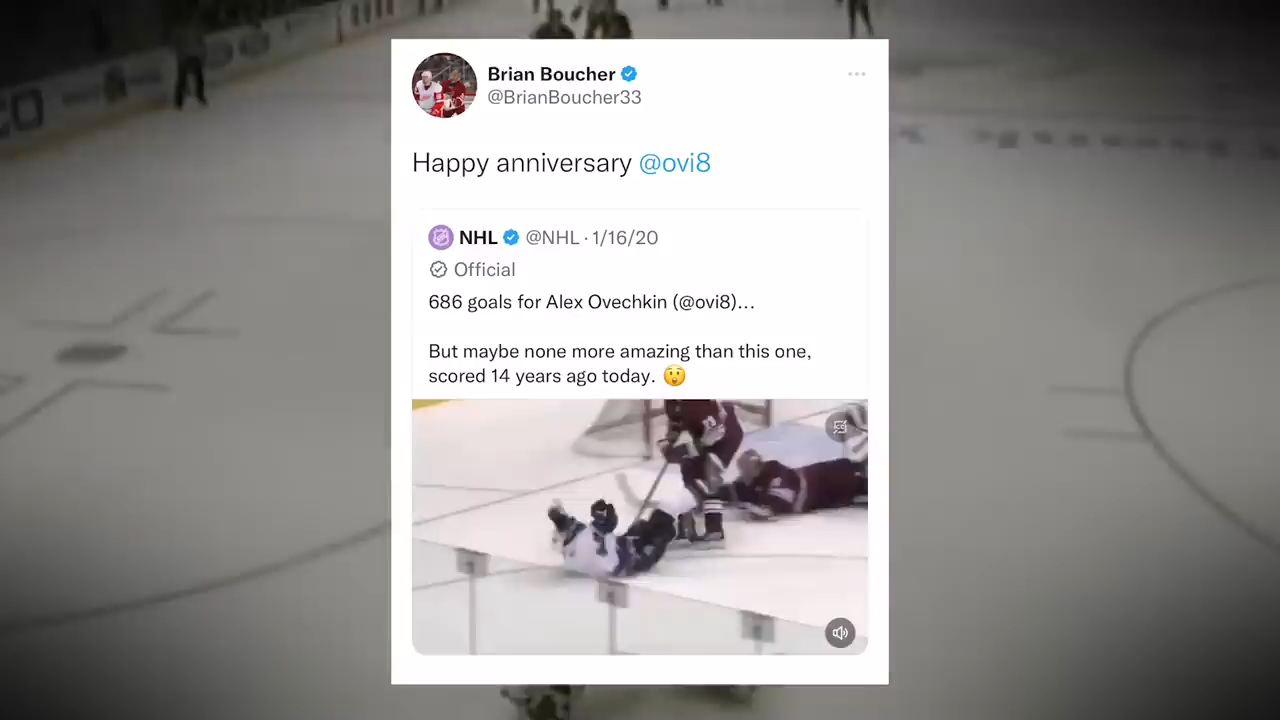 Brian Boucher
@BrianBoucher33
Happy anniversary @ovi8
NHL @NHL · 1/16/20
Official
686 goals for Alex Ovechkin (@ovi8)...
But maybe none more amazing than this one,
scored 14 years ago today. 😲